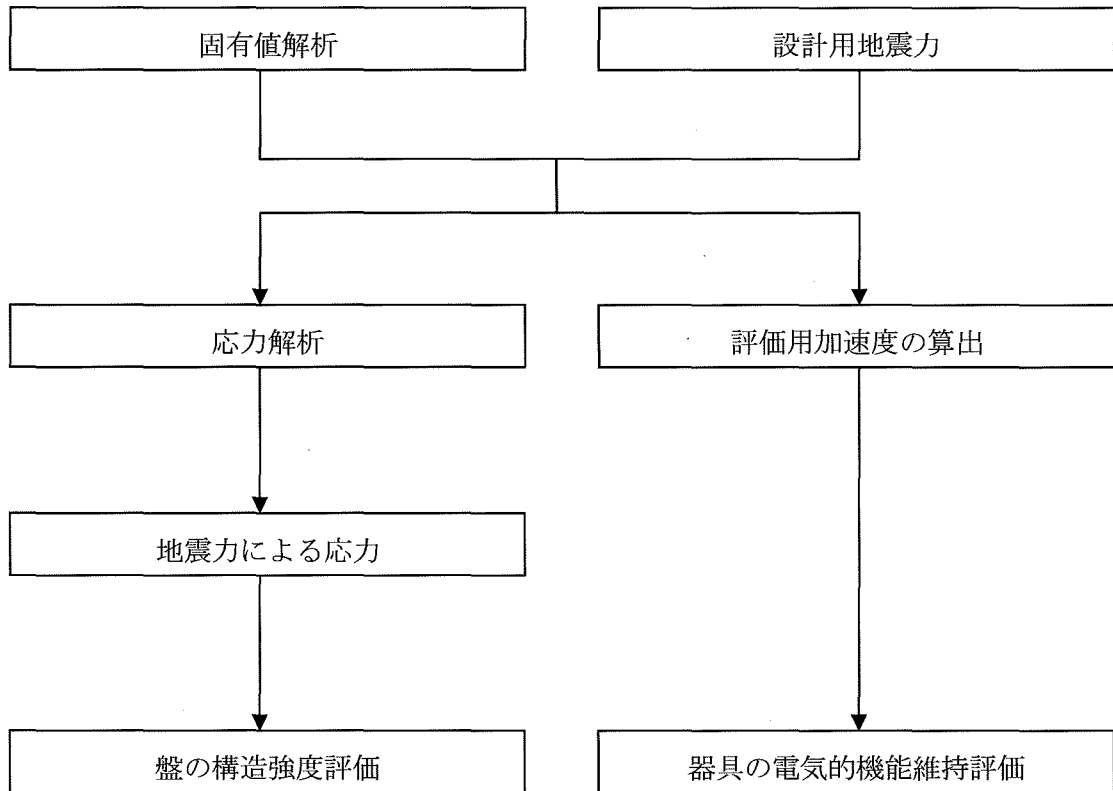 固有値解析
設計用地震力
応力解析
評価用加速度の算出
地震力による応力
盤の構造強度評価
器具の電気的機能維持評価